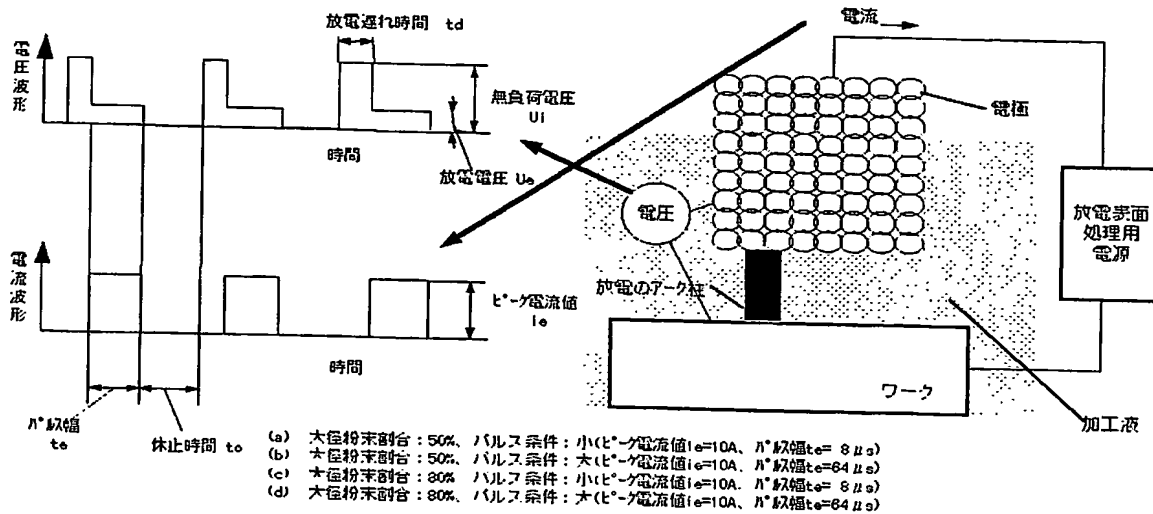 放電遅れ時間 td
電圧波形
無負荷電圧
Ui
時間
放電電圧 Ue
電流波形
ピーク電流値
ie
時間
パルス幅
te
休止時間 to
電流
電極
電圧
放電表面
処理用
電源
放電のアーク柱
ワーク
加工液
(a) 大径粉末割合：50%、パルス条件：小(ピーク電流値ie=10A、パルス幅te= 8μs)
(b) 大径粉末割合：50%、パルス条件：大(ピーク電流値ie=10A、パルス幅te=64μs)
(c) 大径粉末割合：80%、パルス条件：小(ピーク電流値ie=10A、パルス幅te= 8μs)
(d) 大径粉末割合：80%、パルス条件：大(ピーク電流値ie=10A、パルス幅te=64μs)